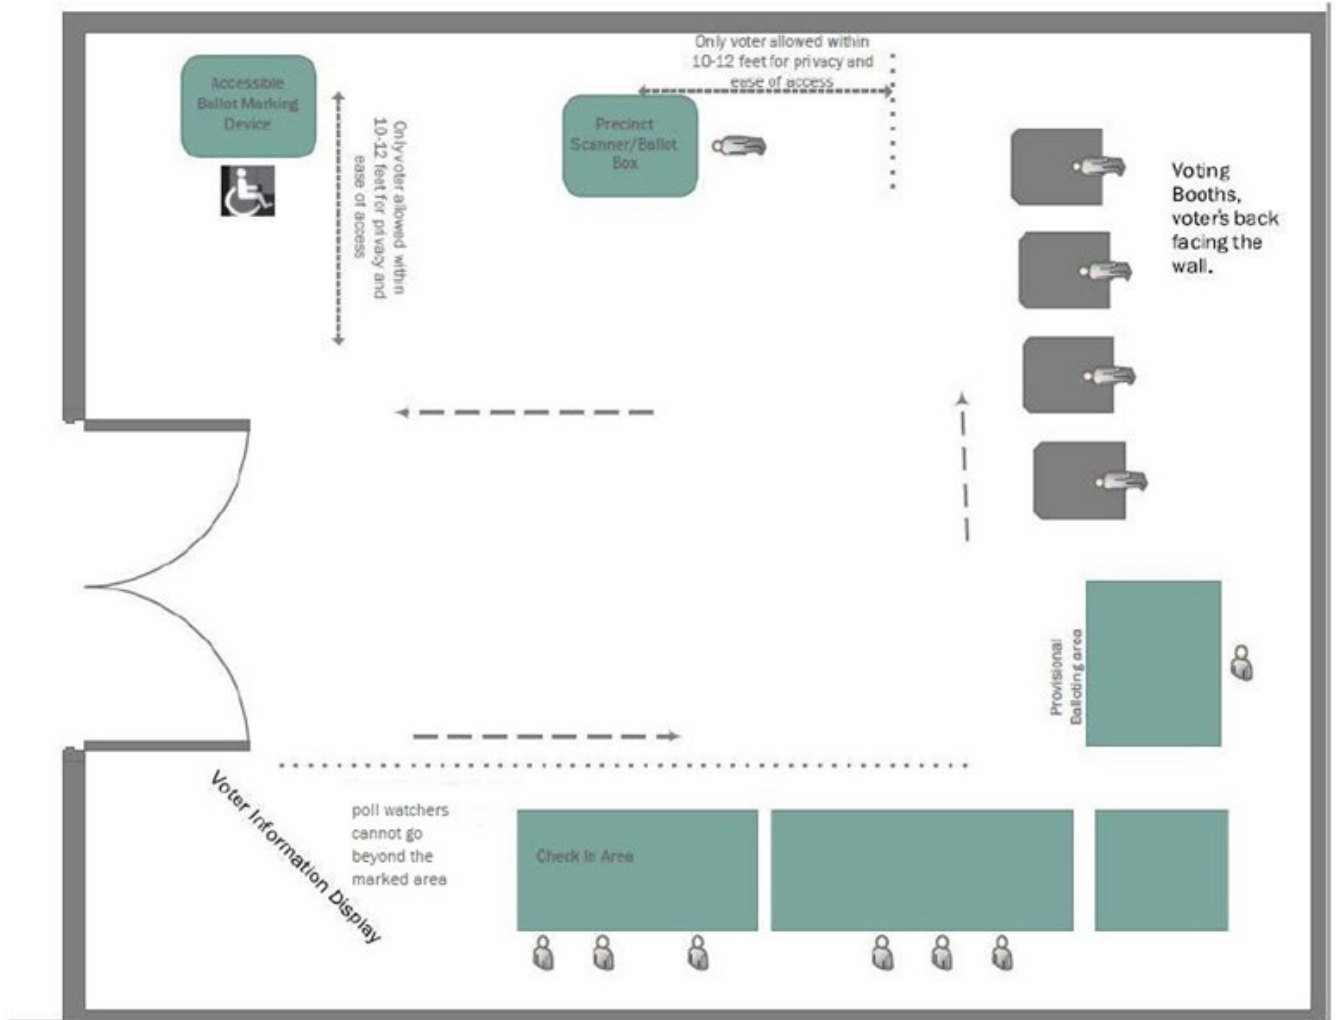 Accessible
Ballot Marking
Device
Only voter allowed within
10-12 feet for privacy and
ease of access
Only voter allowed within
10-12 feet for privacy and
ease of access
Precinct
Scanner/Ballot
Box
Voting
Booths,
voter's back
facing the
wall.
Provisional
Balloting area
Voter Information Display
poll watchers
cannot go
beyond the
marked area
Check In Area